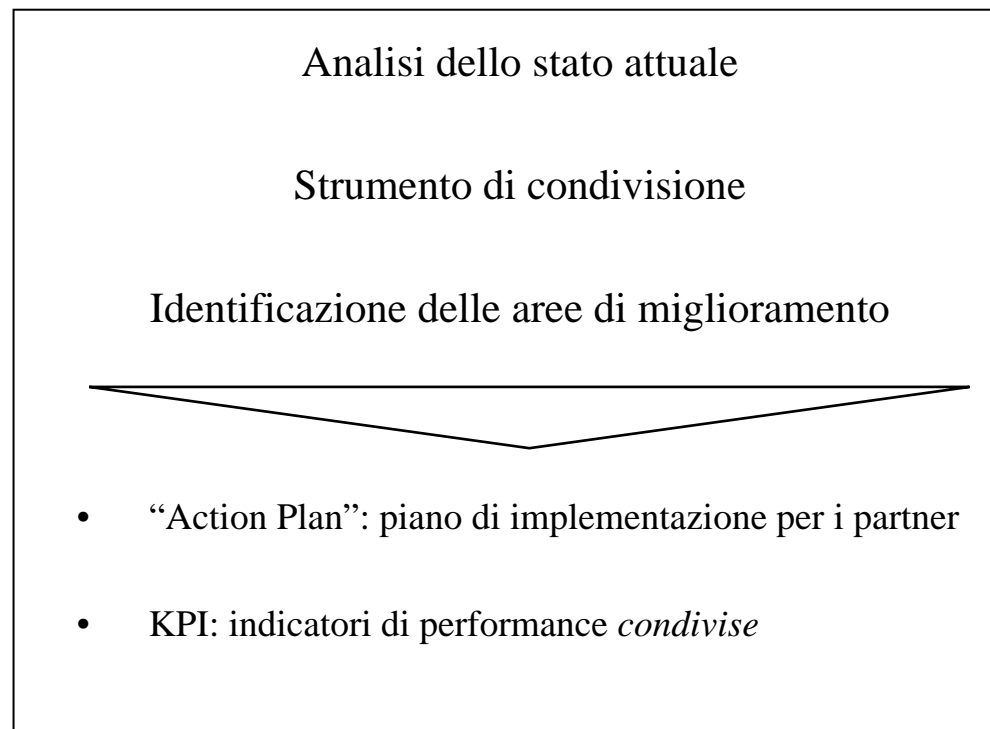 Analisi dello stato attuale
Strumento di condivisione
Identificazione delle aree di miglioramento
• “Action Plan”: piano di implementazione per i partner
• KPI: indicatori di performance condivise